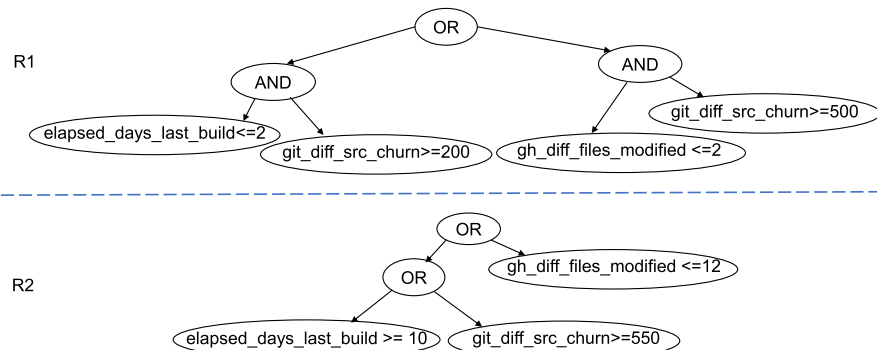 OR
R1
AND
AND
elapsed_days_last_build<=2
git_diff_src_churn>=200
gh_diff_files_modified <=2
git_diff_src_churn>=500
OR
gh_diff_files_modified <=12
R2
OR
elapsed_days_last_build >= 10
git_diff_src_churn>=550